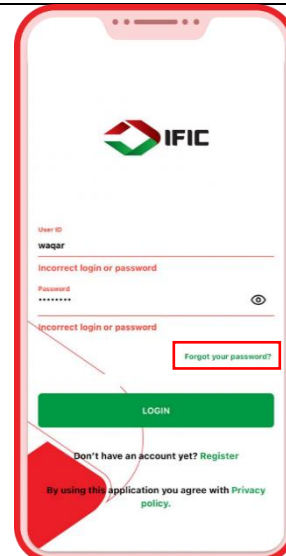 IFIC
User ID
waqar
Incorrect login or password
Password
••••••••
Incorrect login or password
Forgot your password?
LOGIN
Don't have an account yet? Register
By using this application you agree with Privacy
policy.